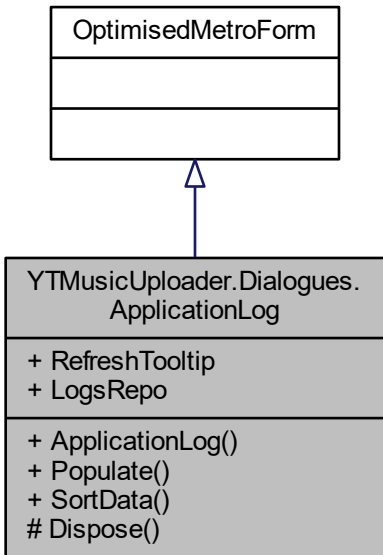 OptimisedMetroForm
YTMusicUploader.Dialogues.
ApplicationLog
+ RefreshTooltip
+ LogsRepo
+ ApplicationLog()
+ Populate()
+ SortData()
# Dispose()